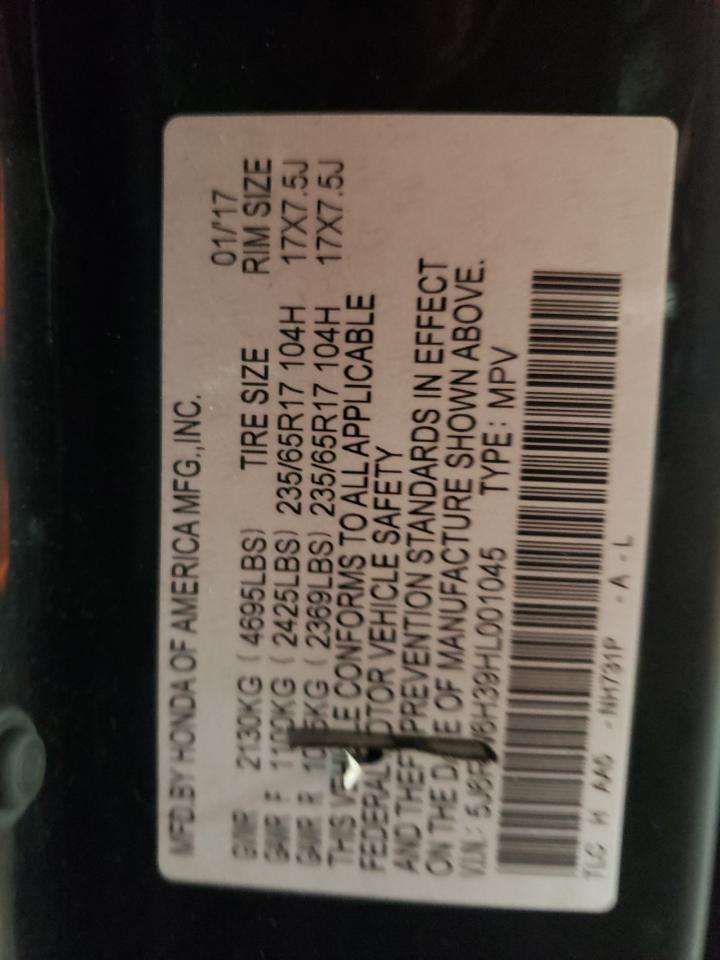 MFD.BY HONDA OF AMERICA MFG.,INC.
01/'17
GVWR 2130KG ( 4695LBS) TIRE SIZE RIM SIZE
GAWR F 1100KG ( 2425LBS) 235/65R17 104H 17X7.5J
GAWR R ( 2369LBS) 235/65R17 104H 17X7.5J
THIS CONFORMS TO ALL APPLICABLE
FEDERAL VEHICLE SAFETY
AND THEFT PREVENTION STANDARDS IN EFFECT
ON THE OF MANUFACTURE SHOWN ABOVE.
V.I.N.: TYPE: MPV
TLG H AA6 - NH731P - A - L